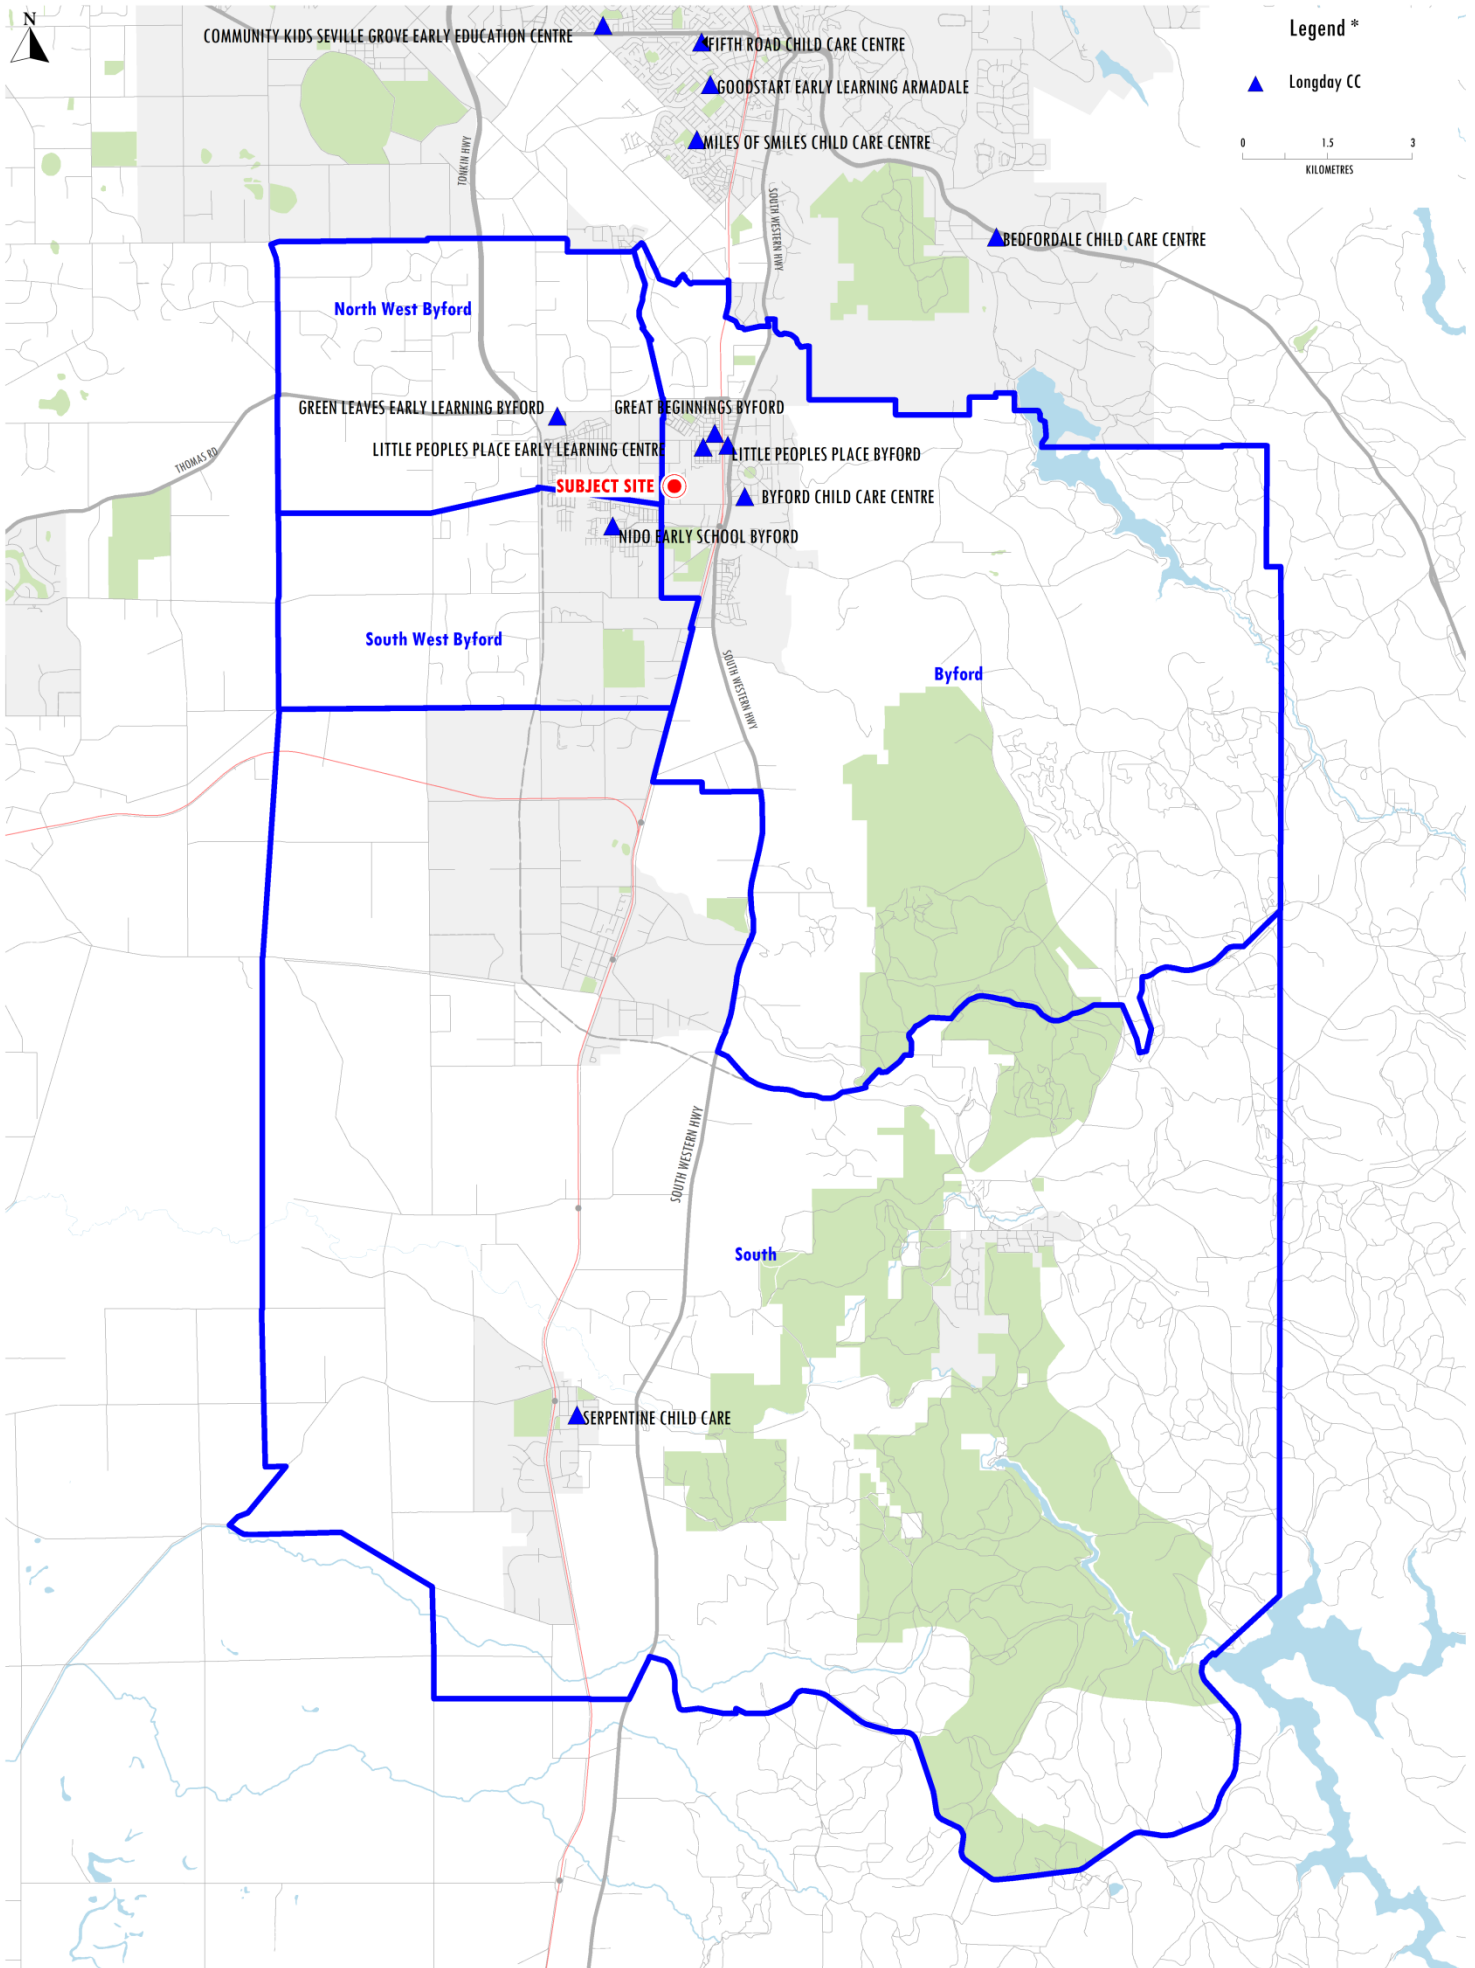 N
COMMUNITY KIDS SEVILLE GROVE EARLY EDUCATION CENTRE
FIFTH ROAD CHILD CARE CENTRE
Legend *
Longday CC
GOODSTART EARLY LEARNING ARMADALE
MILES OF SMILES CHILD CARE CENTRE
0 1,5 3
KILOMETRES
TONKIN HWY
SOUTH WESTERN HWY
BEDFORDALE CHILD CARE CENTRE
North West Byford
GREEN LEAVES EARLY LEARNING BYFORD
GREAT BEGINNINGS BYFORD
LITTLE PEOPLES PLACE EARLY LEARNING CENTRE
LITTLE PEOPLES PLACE BYFORD
THOMAS RD
SUBJECT SITE
BYFORD CHILD CARE CENTRE
NIDO EARLY SCHOOL BYFORD
South West Byford
SOUTH WESTERN HWY
Byford
SOUTH WESTERN HWY
South
SERPENTINE CHILD CARE